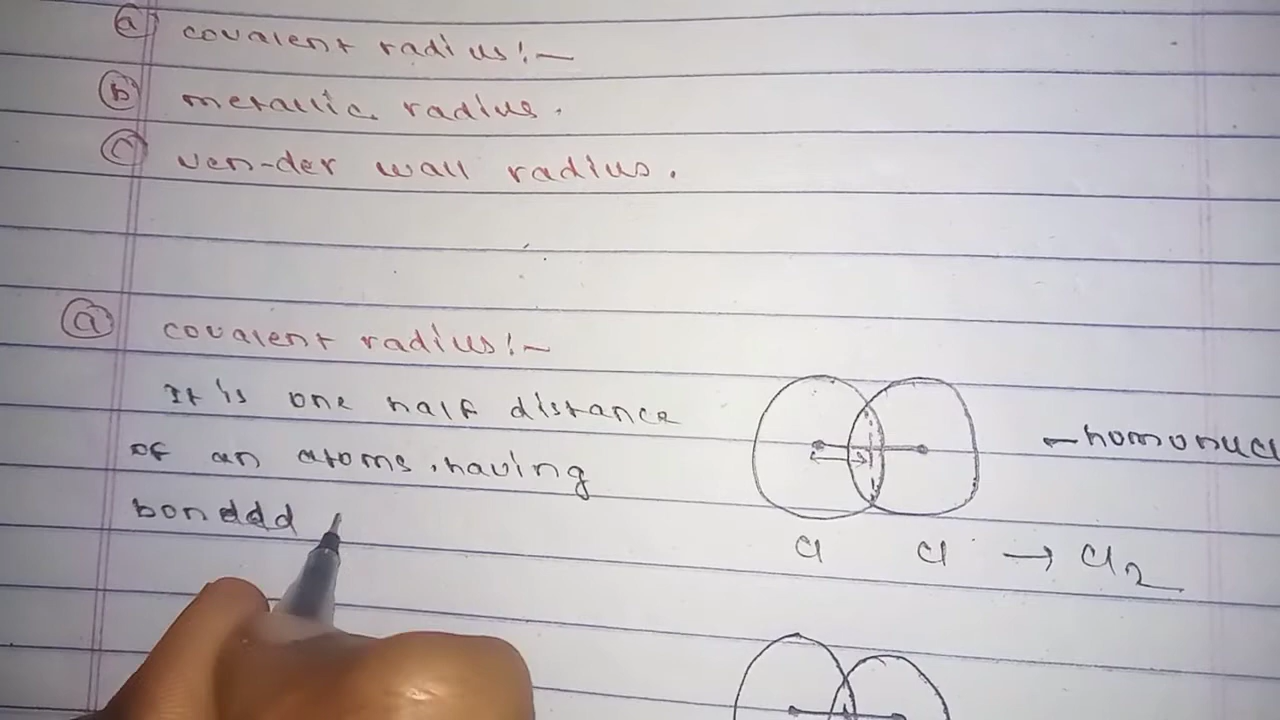 (a) covalent radius:-
(b) metallic radius.
(c) ven-der wall radius.
(a) covalent radius:-
It is one half distance
of an atoms, having
bonddd
←homonucl
Cl Cl → Cl2